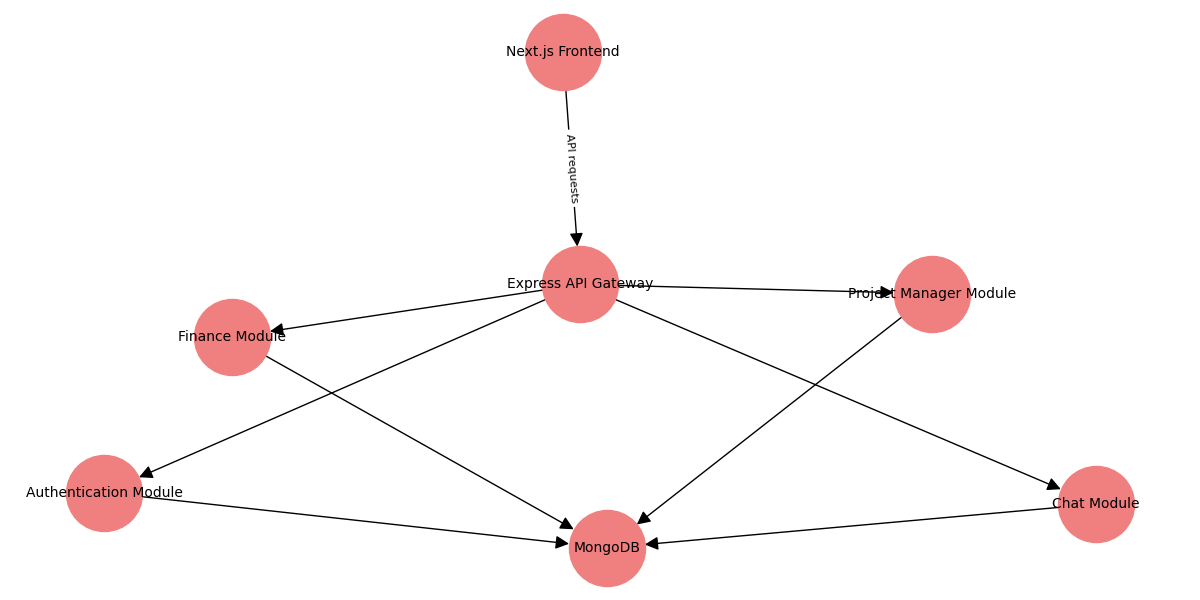 Next.js Frontend
API requests
Express API Gateway
Project Manager Module
Finance Module
Authentication Module
Chat Module
MongoDB